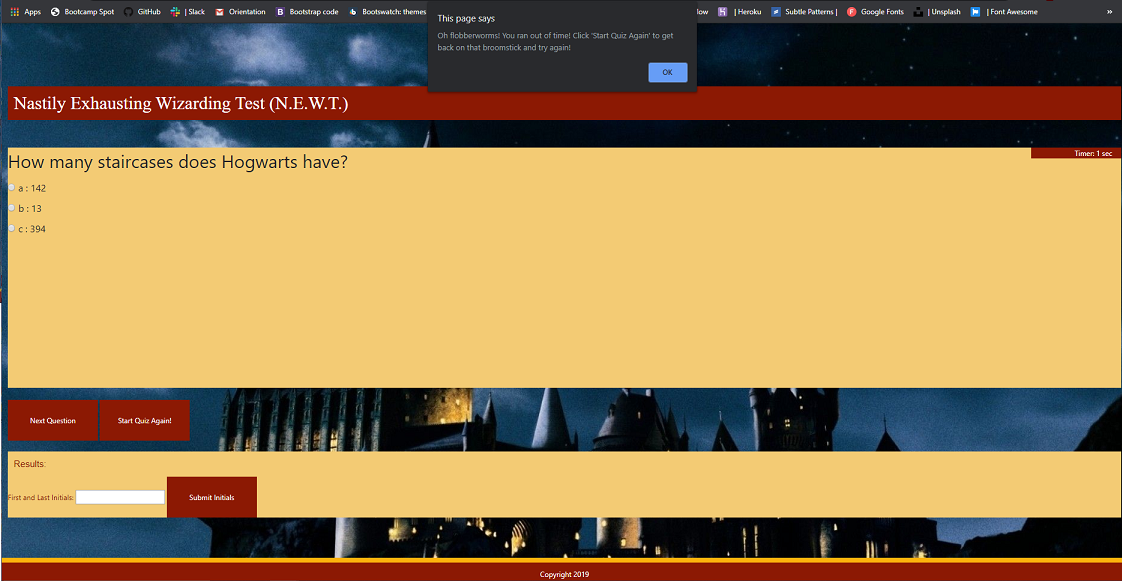 Apps Bootcamp Spot GitHub | Slack Orientation Bootstrap code Bootswatch: themes low | Heroku Subtle Patterns | Google Fonts | Unsplash | Font Awesome »
This page says
Oh flobberworms! You ran out of time! Click 'Start Quiz Again' to get
back on that broomstick and try again!
OK
Nastily Exhausting Wizarding Test (N.E.W.T.)
Timer: 1 sec
How many staircases does Hogwarts have?
a : 142
b : 13
c : 394
Next Question Start Quiz Again!
Results:
First and Last Initials: Submit Initials
Copyright 2019